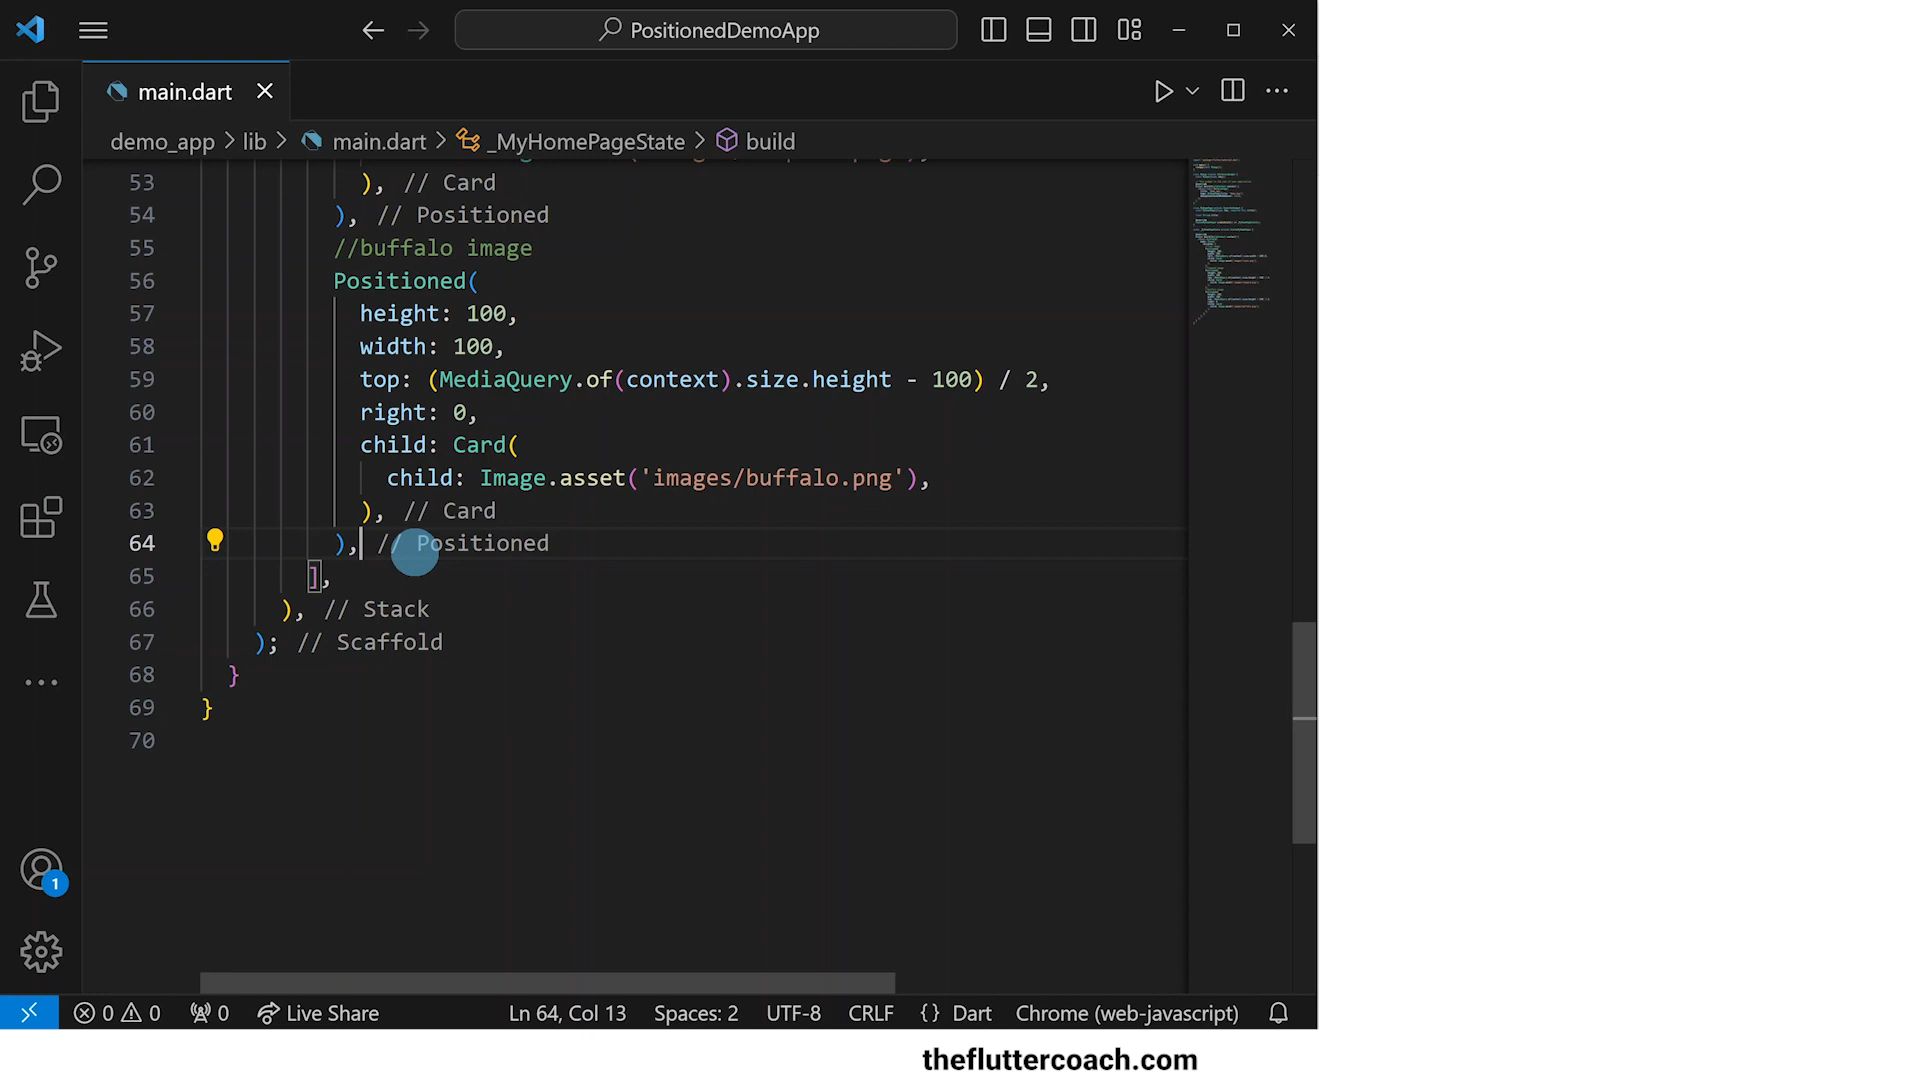 PositionedDemoApp
main.dart
demo_app > lib > main.dart > _MyHomePageState > build
53 ), // Card
54 ), // Positioned
55 //buffalo image
56 Positioned(
57 height: 100,
58 width: 100,
59 top: (MediaQuery.of(context).size.height - 100) / 2,
60 right: 0,
61 child: Card(
62 child: Image.asset('images/buffalo.png'),
63 ), // Card
64 ), // Positioned
65 ],
66 ), // Stack
67 ); // Scaffold
68 }
69 }
70
1
0 0 0 Live Share Ln 64, Col 13 Spaces: 2 UTF-8 CRLF {} Dart Chrome (web-javascript)
thefluttercoach.com